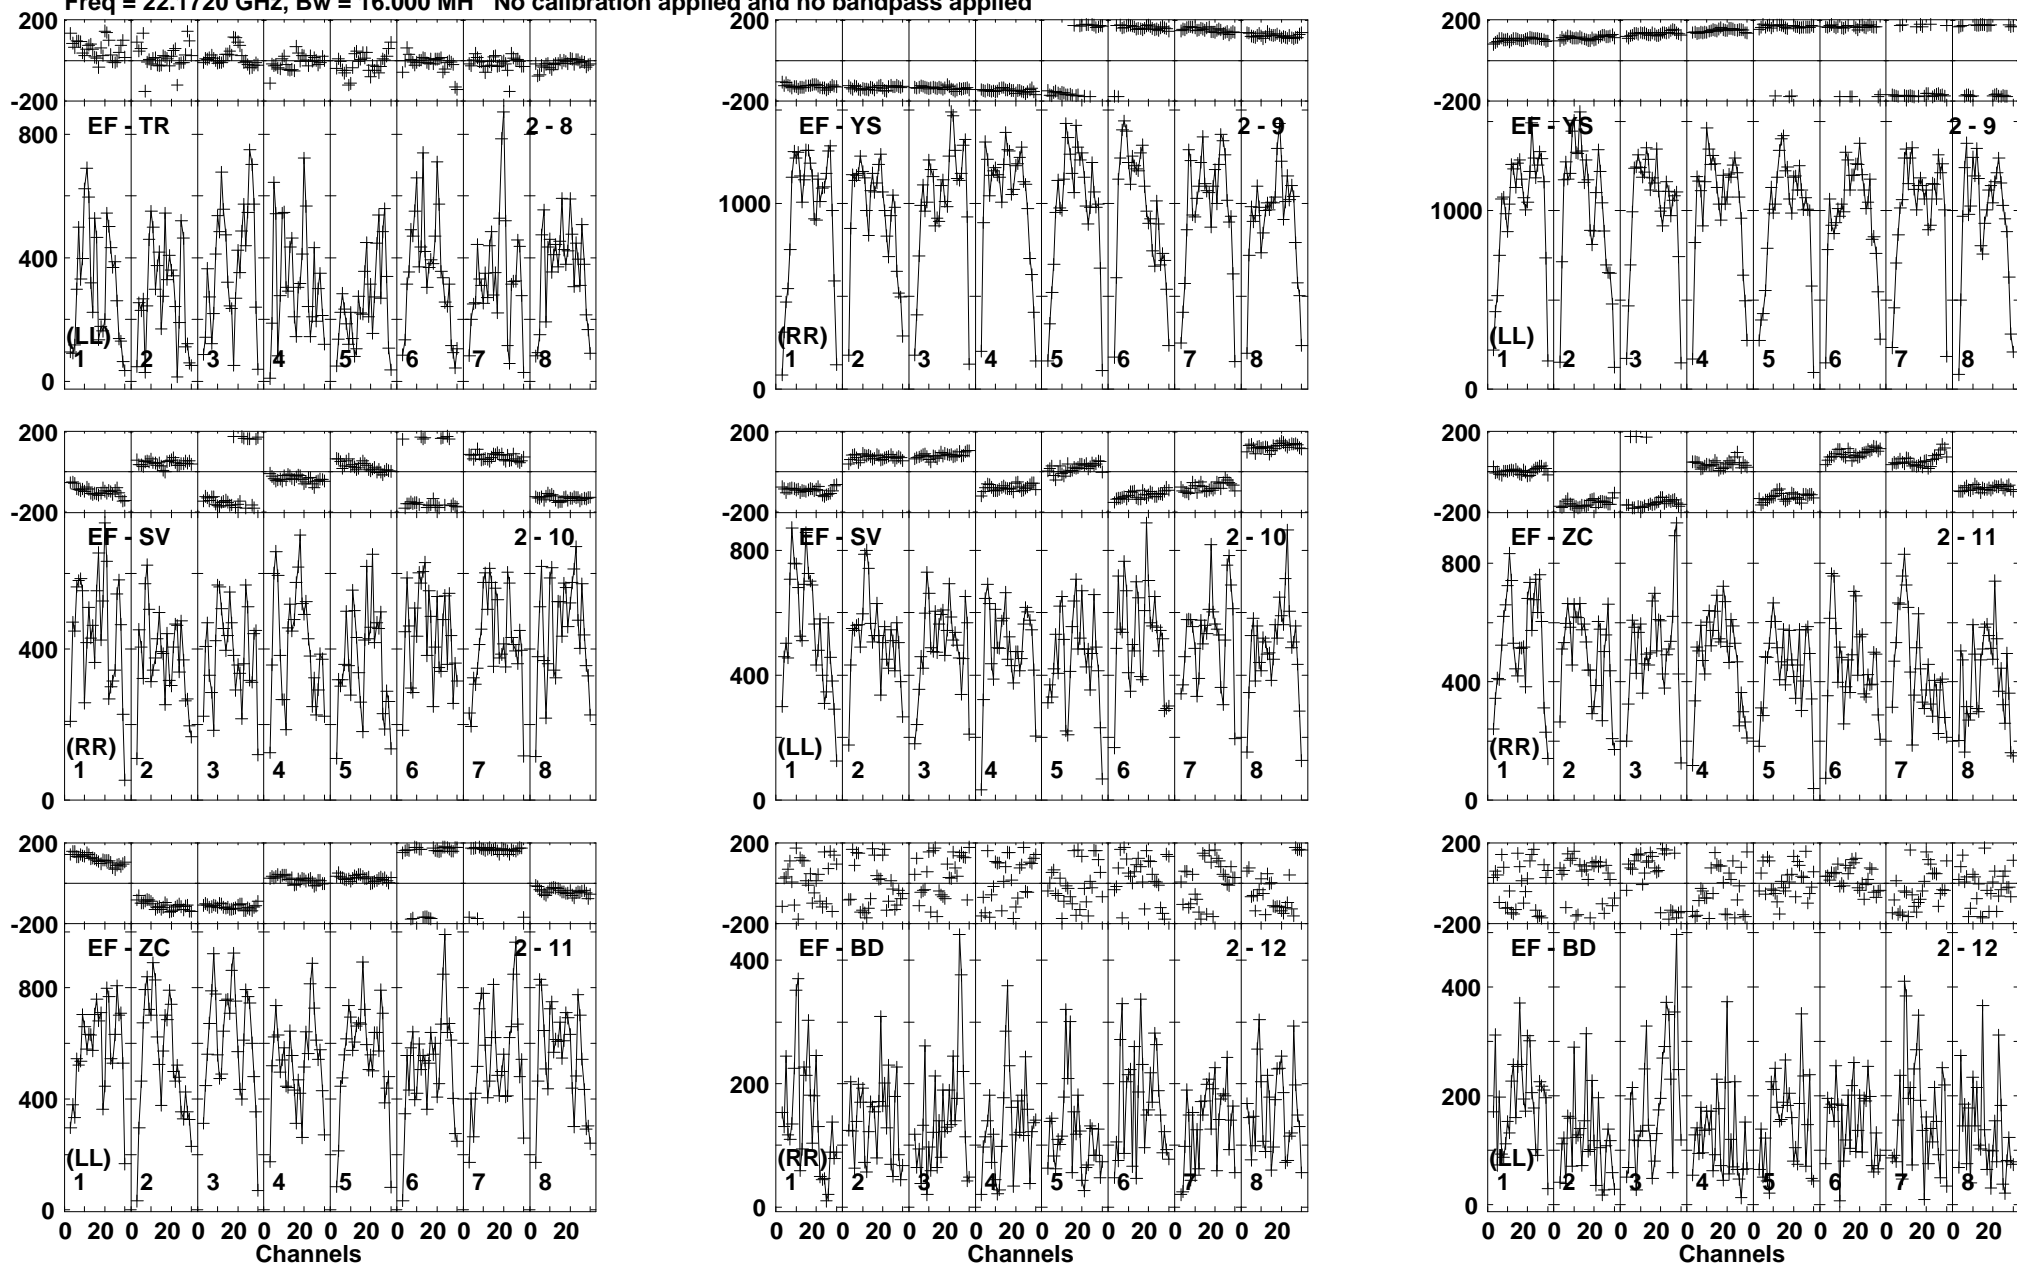 Freq = 22.1720 GHz, Bw = 16.000 MH No calibration applied and no bandpass applied
200
-200
EF - TR 2 - 8
800
400
0
(LL)
1 2 3 4 5 6 7 8
200
-200
EF - YS 2 - 9
1000
0
(RR)
1 2 3 4 5 6 7 8
200
-200
EF - YS 2 - 9
1000
0
(LL)
1 2 3 4 5 6 7 8
200
-200
EF - SV 2 - 10
400
0
(RR)
1 2 3 4 5 6 7 8
200
-200
EF - SV 2 - 10
800
400
0
(LL)
1 2 3 4 5 6 7 8
200
-200
EF - ZC 2 - 11
800
400
0
(RR)
1 2 3 4 5 6 7 8
200
-200
EF - ZC 2 - 11
800
400
0
(LL)
1 2 3 4 5 6 7 8
0 20 0 20 0 20 0 20 0 20 0 20 0 20 0 20
Channels
200
-200
EF - BD 2 - 12
400
200
0
(RR)
1 2 3 4 5 6 7 8
0 20 0 20 0 20 0 20 0 20 0 20 0 20 0 20
Channels
200
-200
EF - BD 2 - 12
400
200
0
(LL)
1 2 3 4 5 6 7 8
0 20 0 20 0 20 0 20 0 20 0 20 0 20 0 20
Channels